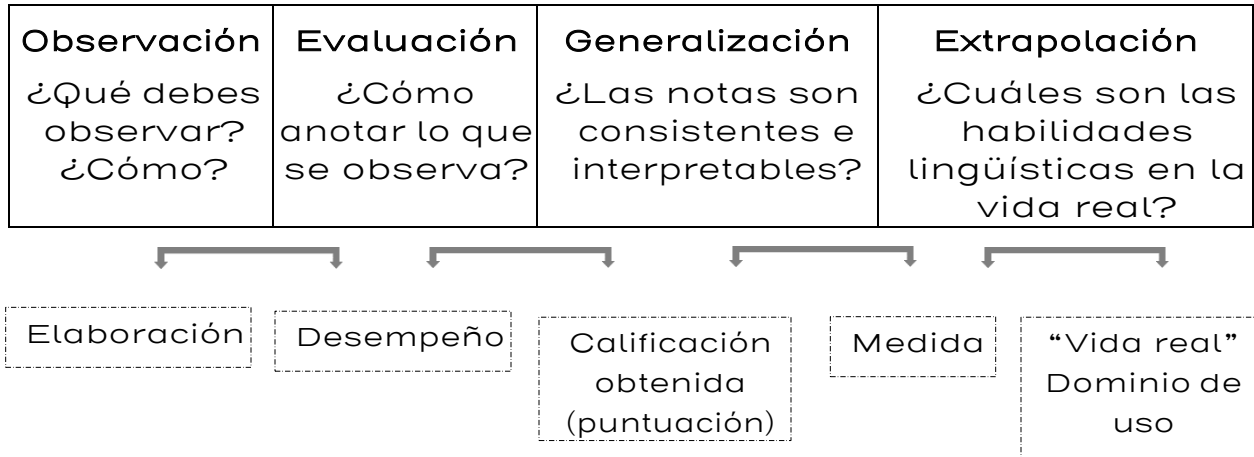 Observación
¿Qué debes
observar?
¿Cómo?
Evaluación
¿Cómo
anotar lo que
se observa?
Generalización
¿Las notas son
consistentes e
interpretables?
Extrapolación
¿Cuáles son las
habilidades
lingüísticas en la
vida real?
Elaboración
Desempeño
Calificación
obtenida
(puntuación)
Medida
“Vida real”
Dominio de
uso